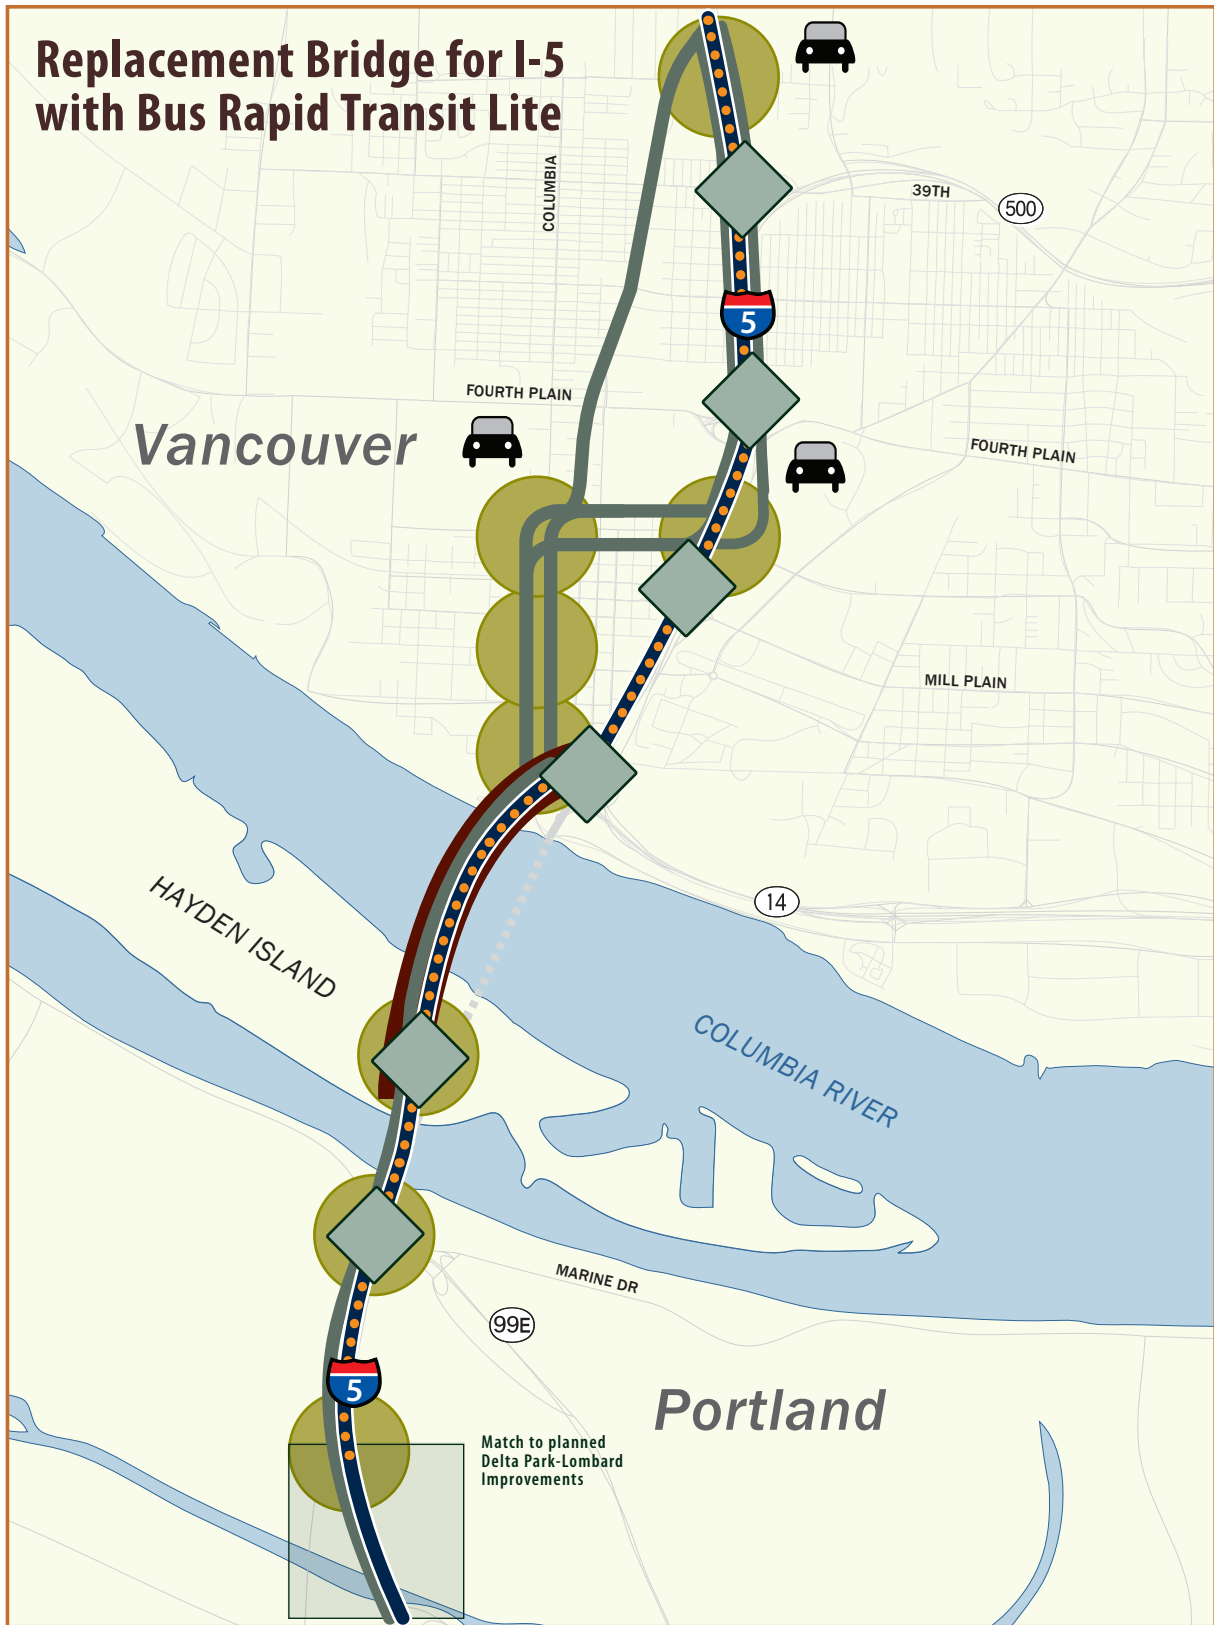 Replacement Bridge for I-5
with Bus Rapid Transit Lite
COLUMBIA
39TH
500
5
FOURTH PLAIN
Vancouver
FOURTH PLAIN
MILL PLAIN
HAYDEN ISLAND
14
COLUMBIA RIVER
MARINE DR
99E
5
Portland
Match to planned
Delta Park-Lombard
Improvements